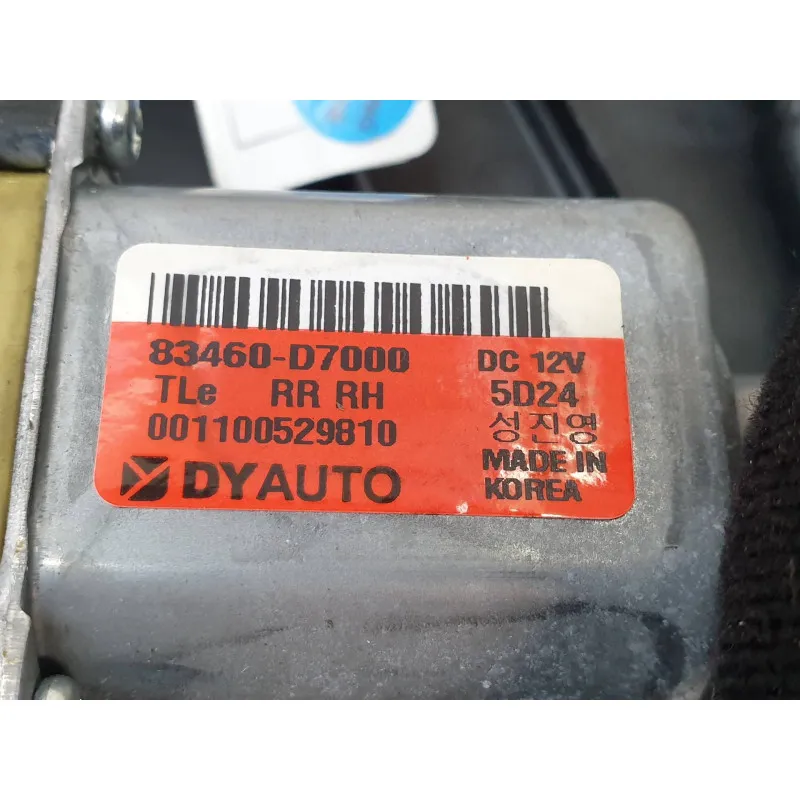 83460-D7000 DC 12V
TLe RR RH 5D24
001100529810 성진영
DYAUTO MADE IN
KOREA